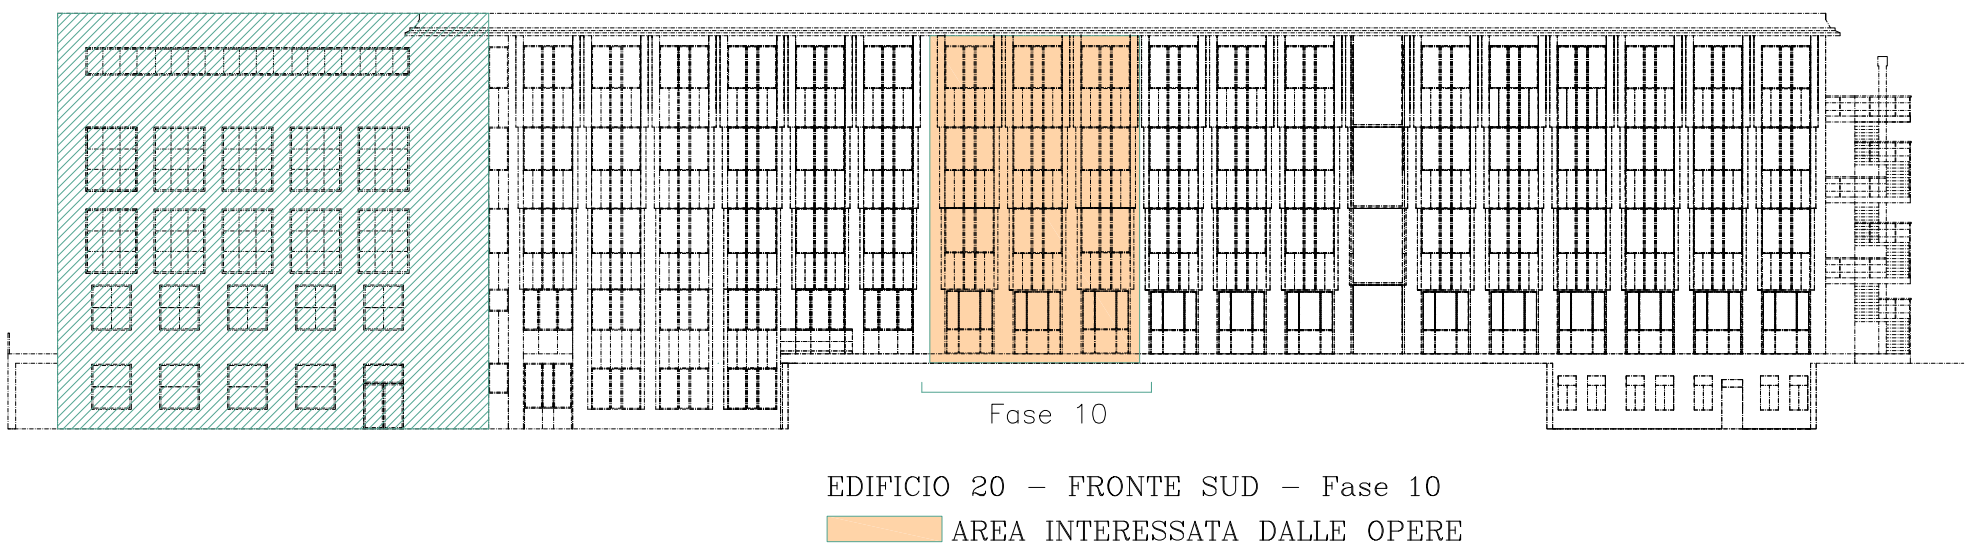 Fase 10
EDIFICIO 20 - FRONTE SUD - Fase 10
AREA INTERESSATA DALLE OPERE